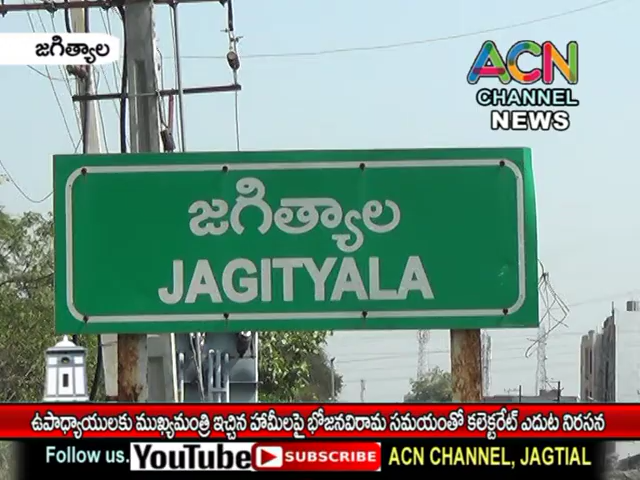 జగిత్యాల
ACN
CHANNEL
NEWS
జగిత్యాల
JAGITYALA
ఉపాధ్యాయులకు ముఖ్యమంత్రి ఇచ్చిన హామీలపై భోజనవిరామ సమయంతో కలెక్టరేట్ ఎదుట నిరసన
Follow us. YouTube SUBSCRIBE ACN CHANNEL, JAGTIAL